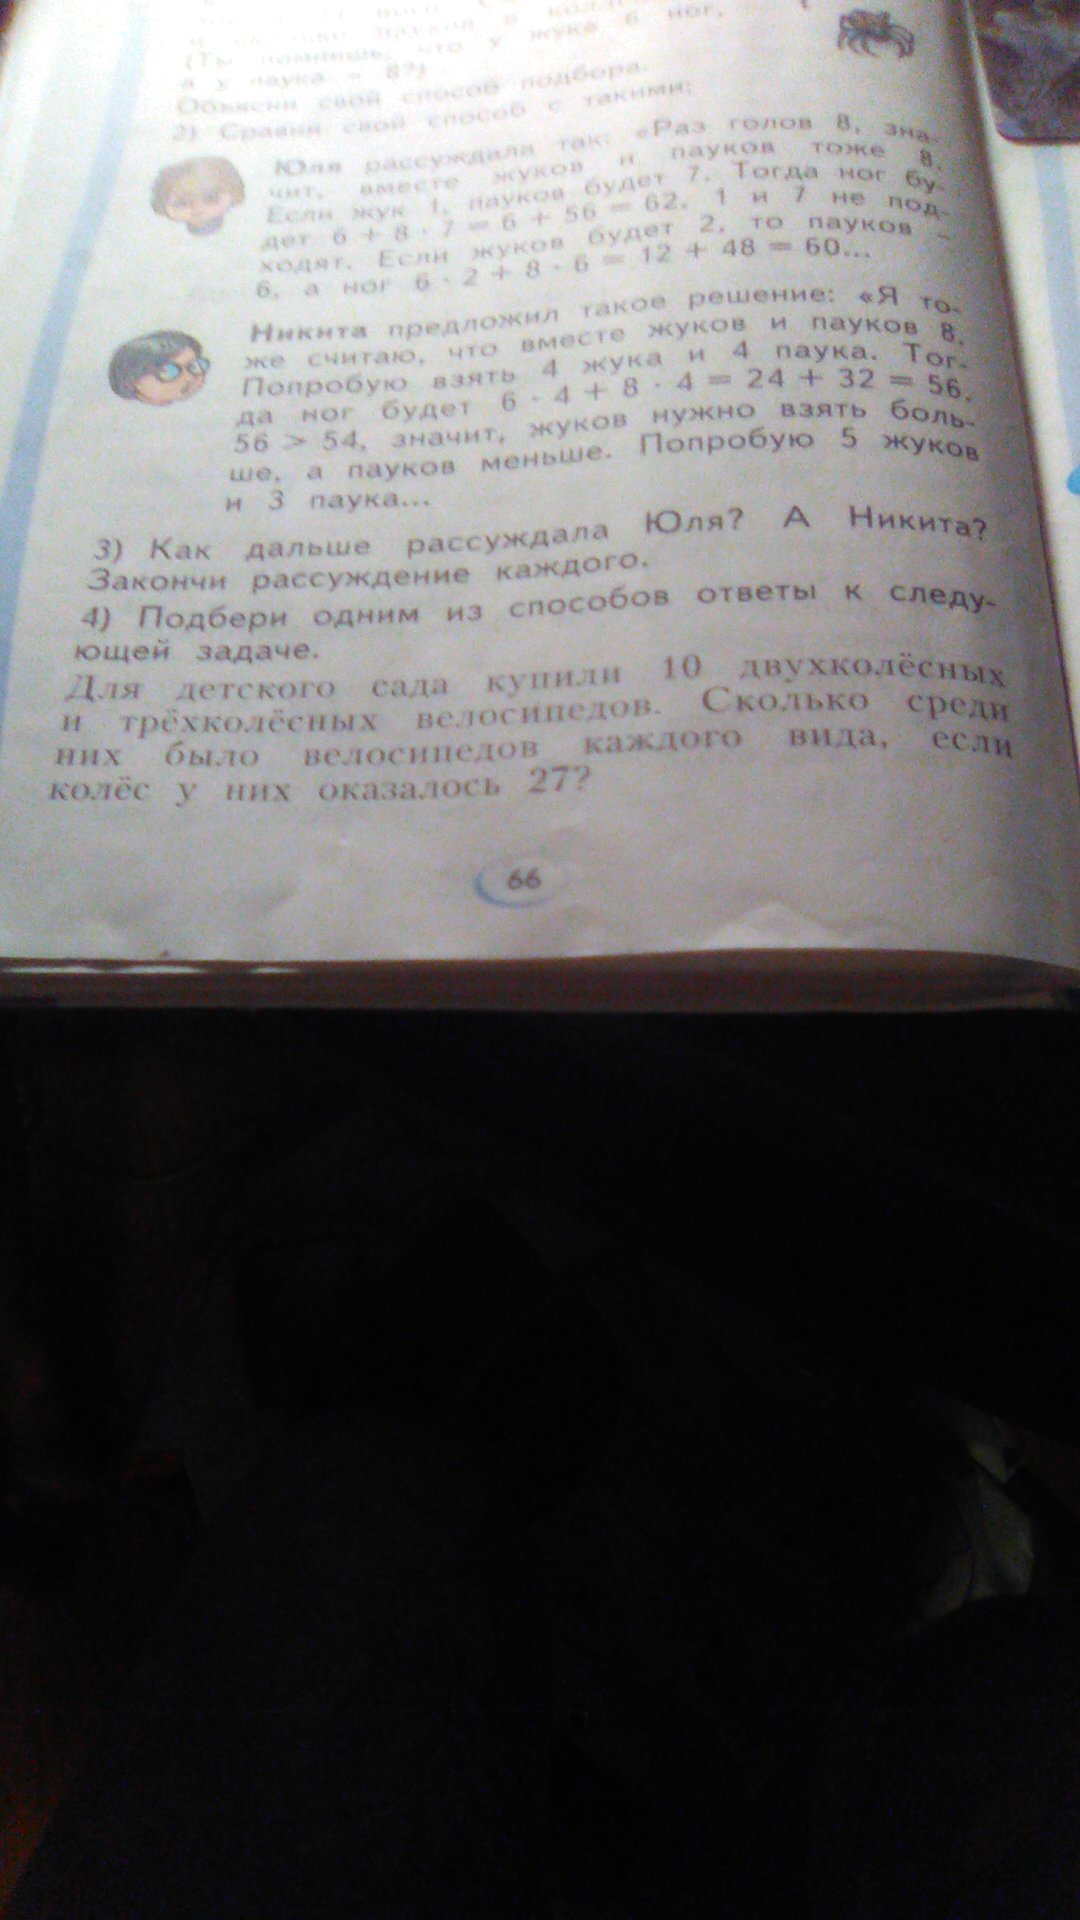 (Ты помнишь, что у жука 6 ног,
а у паука – 8?)
Объясни свой способ подбора.
2) Сравни свой способ с такими:
Юля рассуждала так: «Раз голов 8, зна-
чит, вместе жуков и пауков тоже 8.
Если жук 1, пауков будет 7. Тогда ног бу-
дет 6 + 8 · 7 = 6 + 56 = 62. 1 и 7 не под-
ходят. Если жуков будет 2, то пауков –
6, а ног 6 · 2 + 8 · 6 = 12 + 48 = 60...
Никита предложил такое решение: «Я то-
же считаю, что вместе жуков и пауков 8.
Попробую взять 4 жука и 4 паука. Тог-
да ног будет 6 · 4 + 8 · 4 = 24 + 32 = 56.
56 > 54, значит, жуков нужно взять боль-
ше, а пауков меньше. Попробую 5 жуков
и 3 паука...
3) Как дальше рассуждала Юля? А Никита?
Закончи рассуждение каждого.
4) Подбери одним из способов ответы к следу-
ющей задаче.
Для детского сада купили 10 двухколёсных
и трёхколёсных велосипедов. Сколько среди
них было велосипедов каждого вида, если
колёс у них оказалось 27?
66